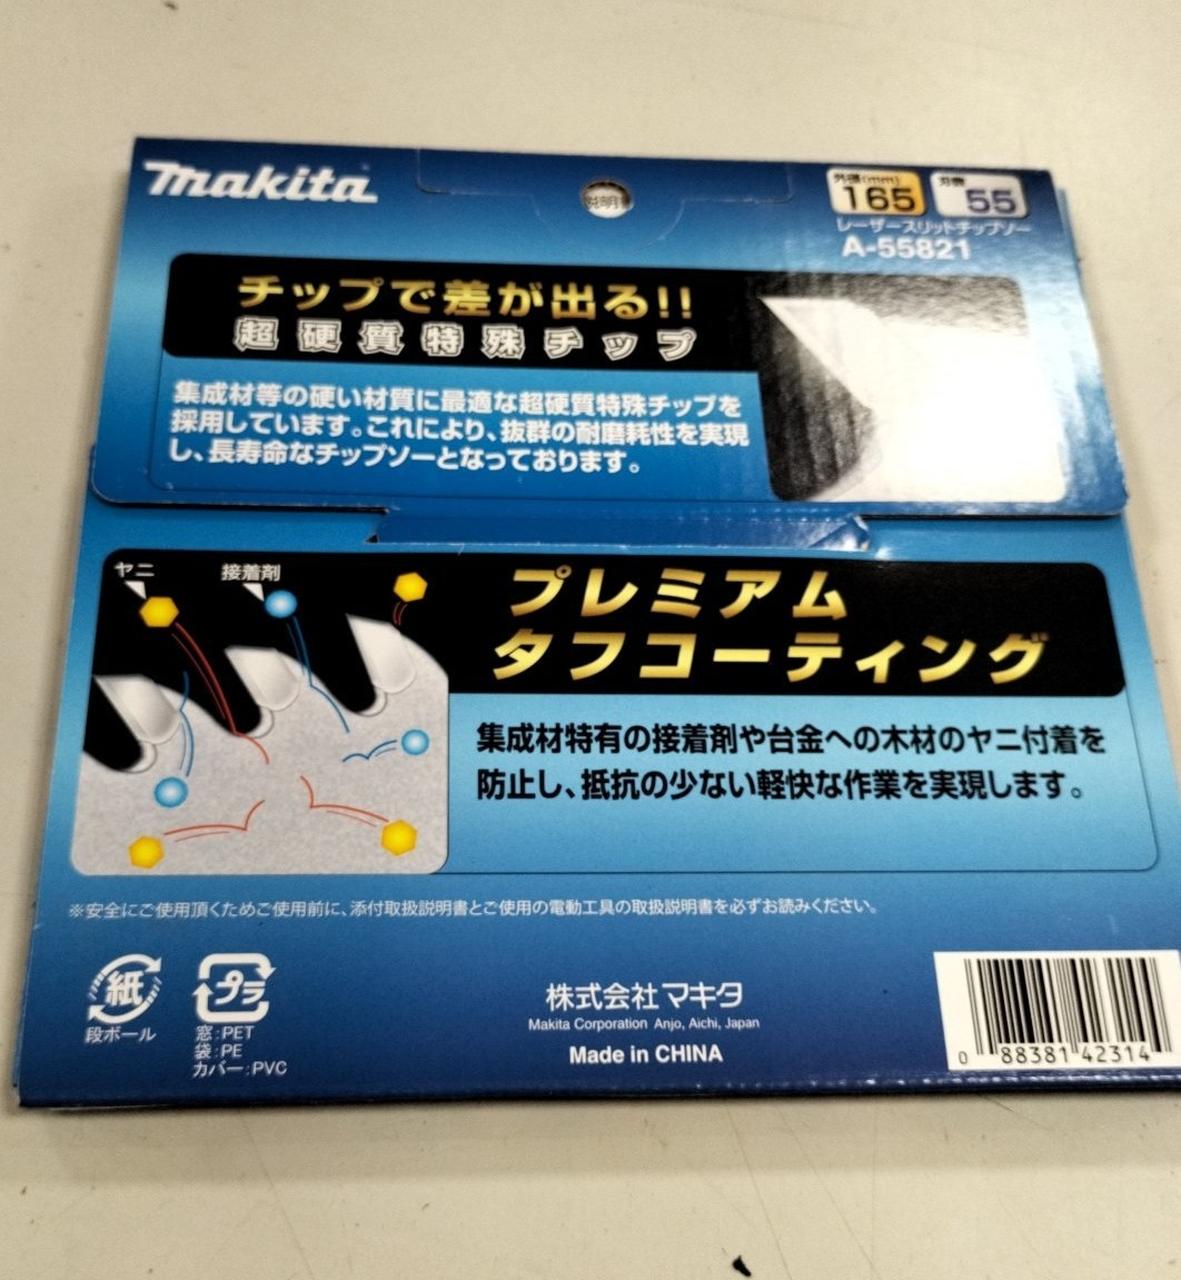 makita
説明書
外径(mm)
165
刃数
55
レーザースリットチップソー
A-55821
チップで差が出る!!
超硬質特殊チップ
集成材等の硬い材質に最適な超硬質特殊チップを
採用しています。これにより、抜群の耐磨耗性を実現
し、長寿命なチップソーとなっております。
ヤニ
接着剤
プレミアム
タフコーティング
集成材特有の接着剤や台金への木材のヤニ付着を
防止し、抵抗の少ない軽快な作業を実現します。
※安全にご使用頂くためご使用前に、添付取扱説明書とご使用の電動工具の取扱説明書を必ずお読みください。
紙
段ボール
プラ
窓:PET
袋:PE
カバー:PVC
株式会社マキタ
Makita Corporation Anjo, Aichi, Japan
Made in CHINA
0 88381 42314